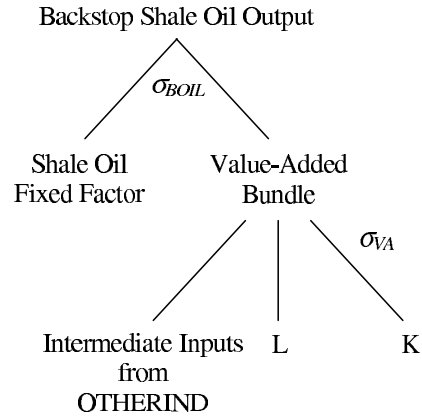 Backstop Shale Oil Output
σBOIL
Shale Oil
Fixed Factor
Value-Added
Bundle
σVA
Intermediate Inputs
from
OTHERIND
L
K